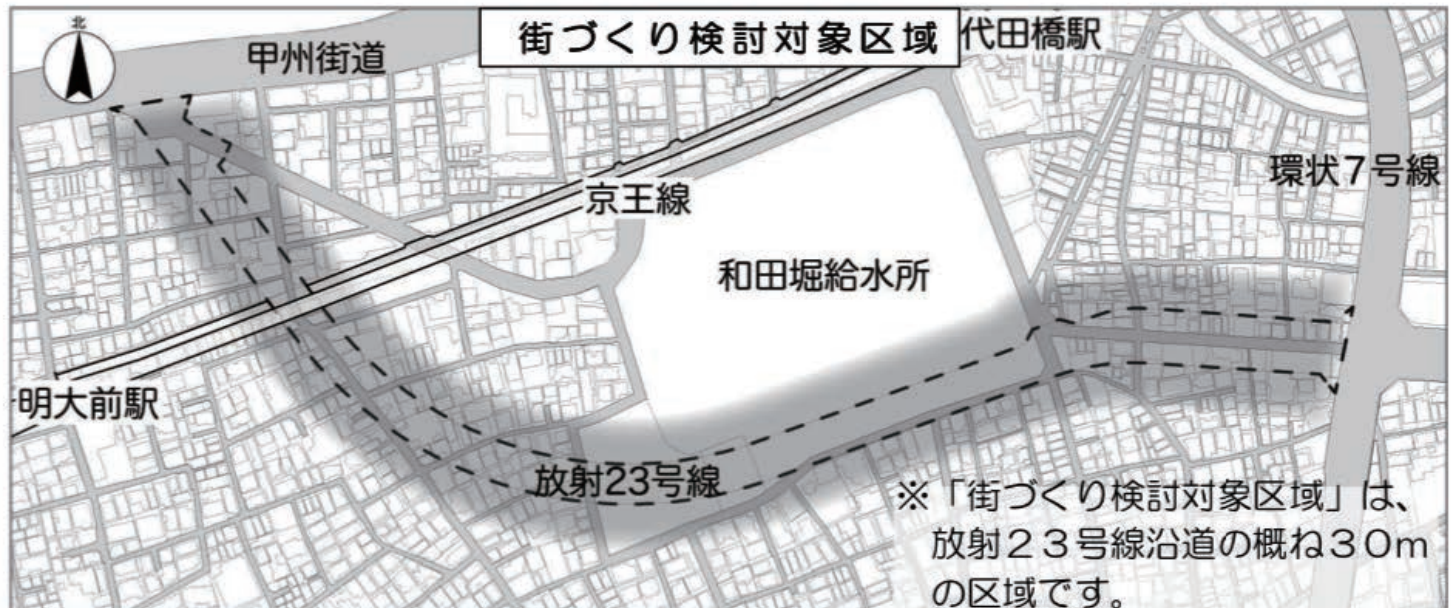 北
街づくり検討対象区域
甲州街道
代田橋駅
環状7号線
京王線
和田堀給水所
明大前駅
放射23号線
※「街づくり検討対象区域」は、
放射２３号線沿道の概ね３０ｍ
の区域です。